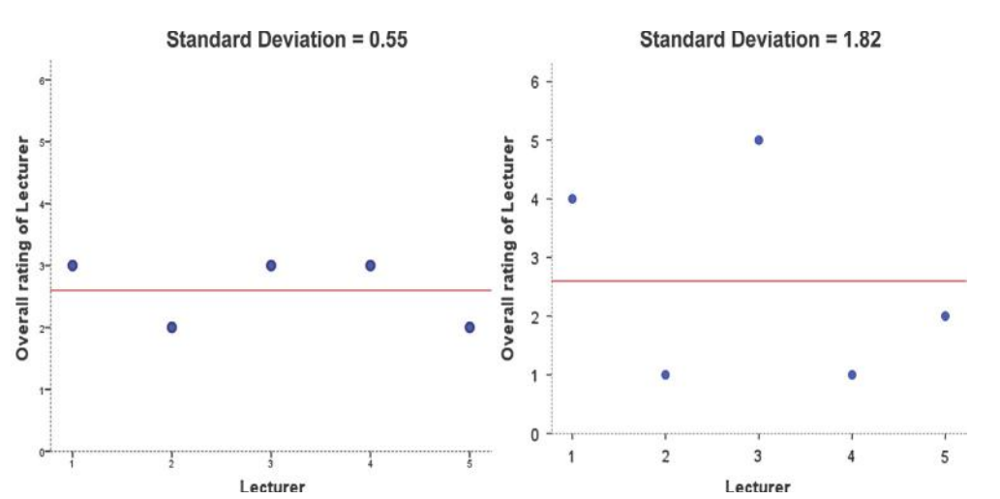 Standard Deviation = 0.55
Overall rating of Lecturer
6
5
4
3
2
1
0
1 2 3 4 5
Lecturer
Standard Deviation = 1.82
Overall rating of Lecturer
6
5
4
3
2
1
0
1 2 3 4 5
Lecturer